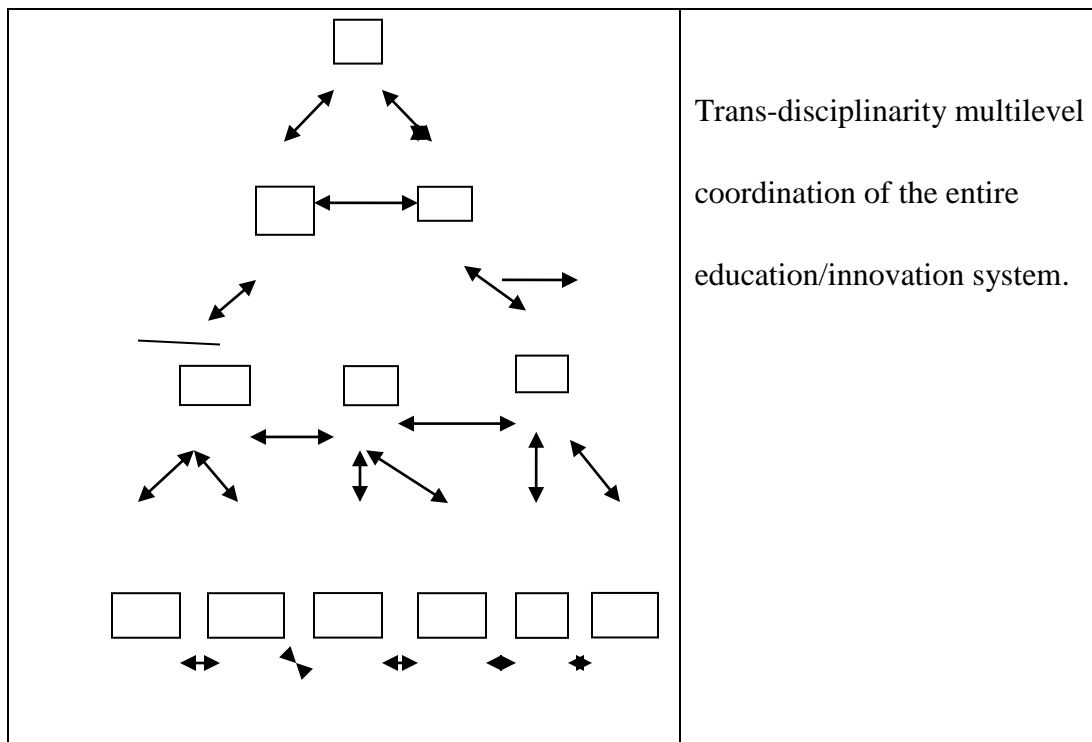 Trans-disciplinarity multilevel
coordination of the entire
education/innovation system.